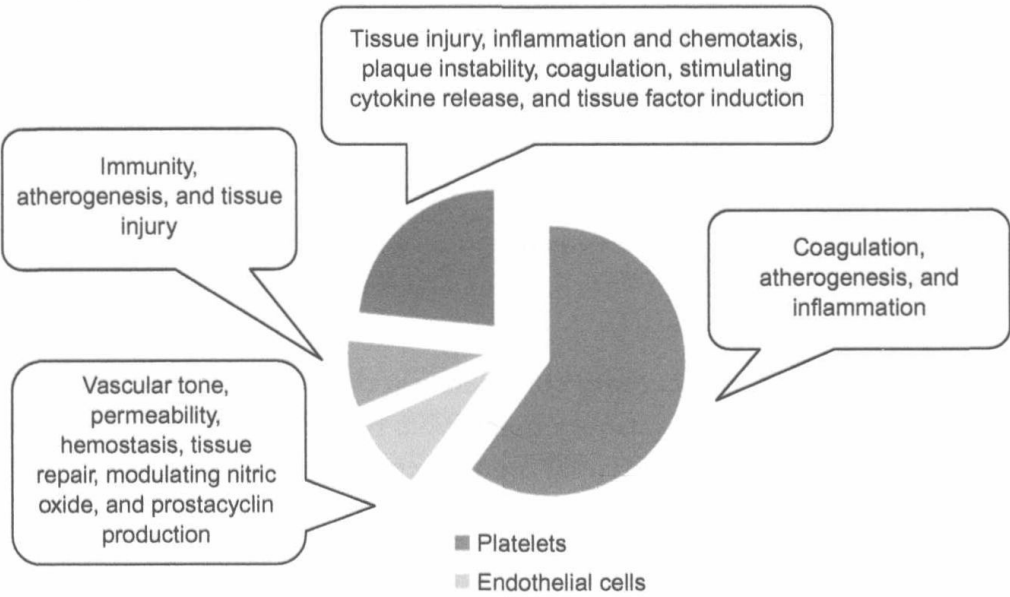 Tissue injury, inflammation and chemotaxis,
plaque instability, coagulation, stimulating
cytokine release, and tissue factor induction
Immunity,
atherogenesis, and tissue
injury
Coagulation,
atherogenesis, and
inflammation
Vascular tone,
permeability,
hemostasis, tissue
repair, modulating nitric
oxide, and prostacyclin
production
Platelets
Endothelial cells